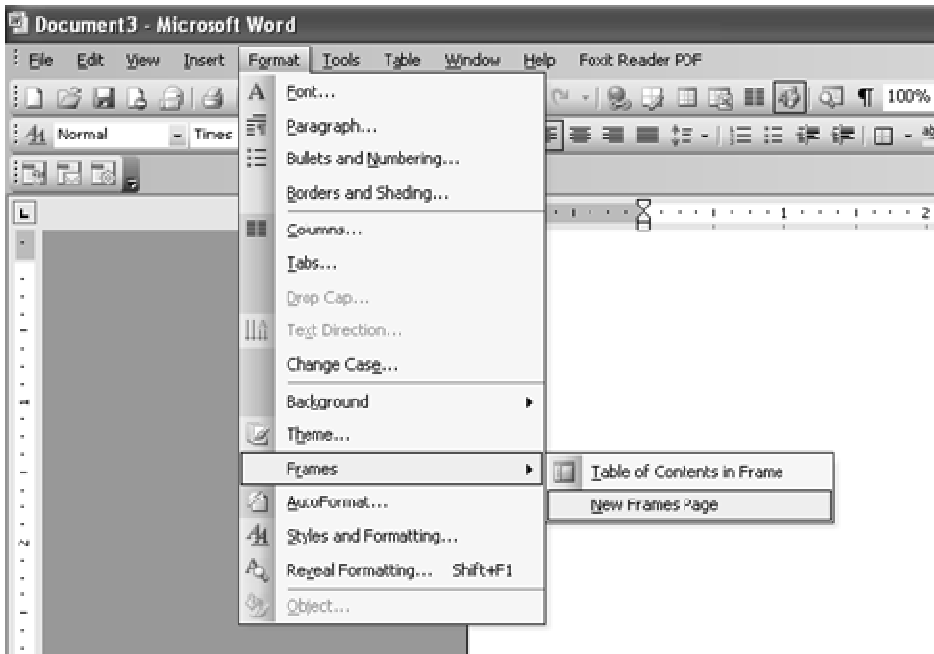 Document3 - Microsoft Word
File Edit View Insert Format Tools Table Window Help Foxit Reader PDF
100%
Normal Times
L
1 2
Font...
Paragraph...
Bullets and Numbering...
Borders and Shading...
Columns...
Tabs...
Drop Cap...
Text Direction...
Change Case...
Background
Theme...
Frames
Table of Contents in Frame
New Frames Page
AutoFormat...
Styles and Formatting...
Reveal Formatting... Shift+F1
Object...